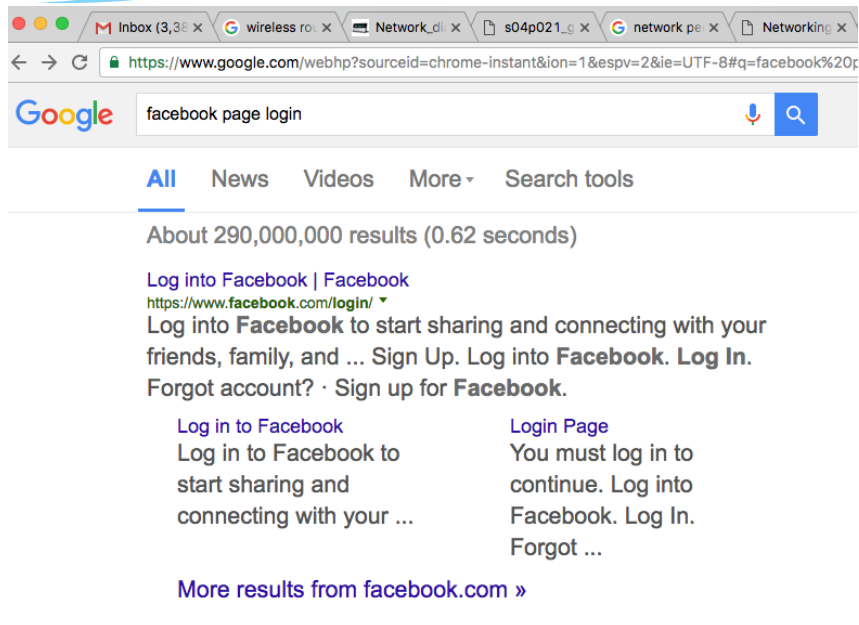 Inbox (3,38 wireless rou Network_di s04p021_g network pe Networking
https://www.google.com/webhp?sourceid=chrome-instant&ion=1&espv=2&ie=UTF-8#q=facebook%20p
Google facebook page login
All News Videos More Search tools
About 290,000,000 results (0.62 seconds)
Log into Facebook | Facebook
https://www.facebook.com/login/
Log into Facebook to start sharing and connecting with your
friends, family, and ... Sign Up. Log into Facebook. Log In.
Forgot account? · Sign up for Facebook.
Log in to Facebook
Log in to Facebook to
start sharing and
connecting with your ...
Login Page
You must log in to
continue. Log into
Facebook. Log In.
Forgot ...
More results from facebook.com »